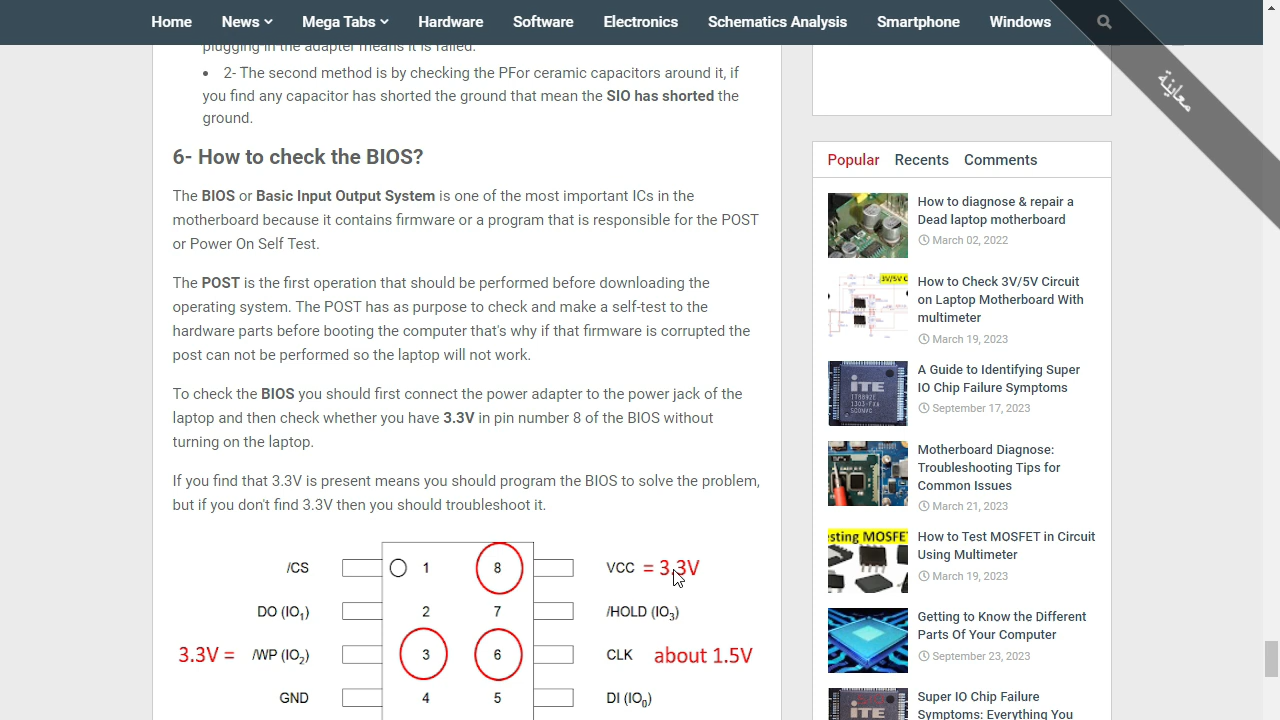 Home News Mega Tabs Hardware Software Electronics Schematics Analysis Smartphone Windows
معاينة
plugging in the adapter means it is failed.
• 2- The second method is by checking the PFor ceramic capacitors around it, if
you find any capacitor has shorted the ground that mean the SIO has shorted the
ground.
6- How to check the BIOS?
The BIOS or Basic Input Output System is one of the most important ICs in the
motherboard because it contains firmware or a program that is responsible for the POST
or Power On Self Test.
The POST is the first operation that should be performed before downloading the
operating system. The POST has as purpose to check and make a self-test to the
hardware parts before booting the computer that's why if that firmware is corrupted the
post can not be performed so the laptop will not work.
To check the BIOS you should first connect the power adapter to the power jack of the
laptop and then check whether you have 3.3V in pin number 8 of the BIOS without
turning on the laptop.
If you find that 3.3V is present means you should program the BIOS to solve the problem,
but if you don't find 3.3V then you should troubleshoot it.
/CS 1 8 VCC = 3.3V
DO (IO1) 2 7 /HOLD (IO3)
3.3V = /WP (IO2) 3 6 CLK about 1.5V
GND 4 5 DI (IO0)
Popular Recents Comments
How to diagnose & repair a
Dead laptop motherboard
March 02, 2022
3V/5V C
How to Check 3V/5V Circuit
on Laptop Motherboard With
multimeter
March 19, 2023
iTE
IT8892E
1303-FXA
A Guide to Identifying Super
IO Chip Failure Symptoms
September 17, 2023
Motherboard Diagnose:
Troubleshooting Tips for
Common Issues
March 21, 2023
sting MOSFET
How to Test MOSFET in Circuit
Using Multimeter
March 19, 2023
Getting to Know the Different
Parts Of Your Computer
September 23, 2023
iTE
Super IO Chip Failure
Symptoms: Everything You